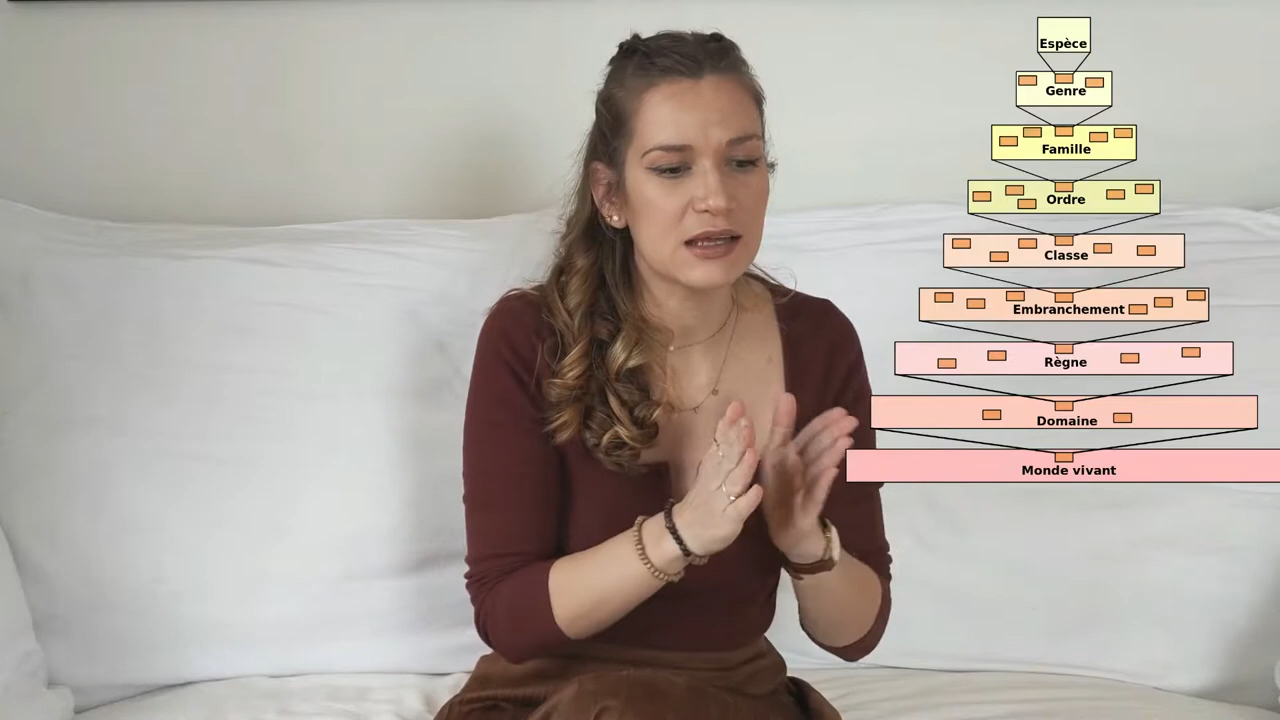 Espèce
Genre
Famille
Ordre
Classe
Embranchement
Règne
Domaine
Monde vivant